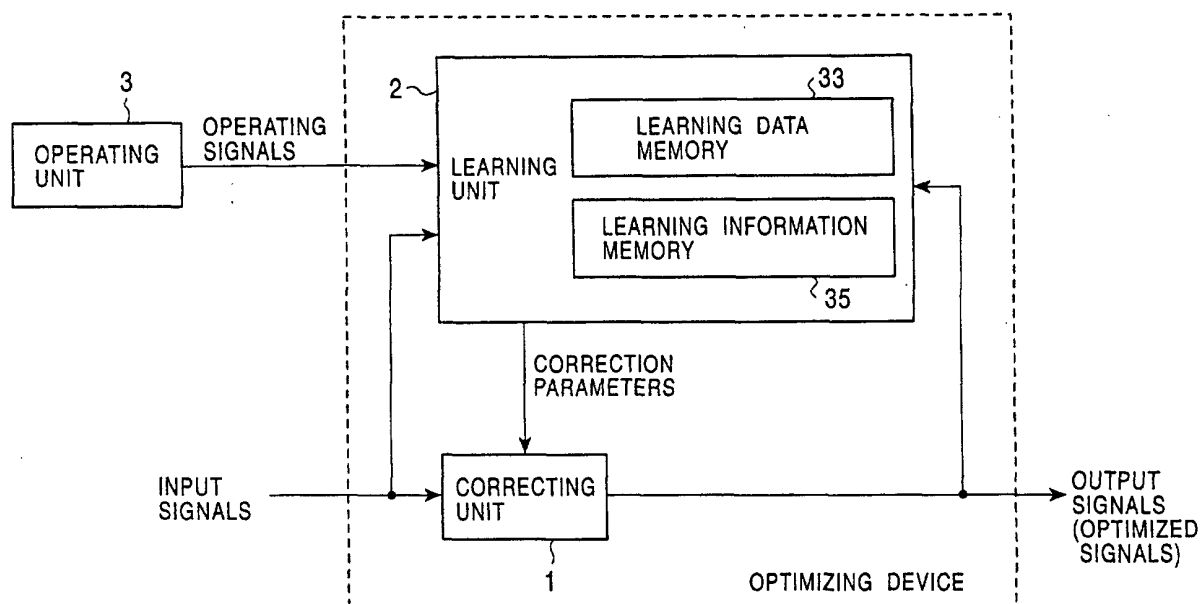 3
OPERATING
UNIT
OPERATING
SIGNALS
2
LEARNING
UNIT
33
LEARNING DATA
MEMORY
LEARNING INFORMATION
MEMORY
35
CORRECTION
PARAMETERS
INPUT
SIGNALS
CORRECTING
UNIT
1
OUTPUT
SIGNALS
(OPTIMIZED
SIGNALS)
OPTIMIZING DEVICE